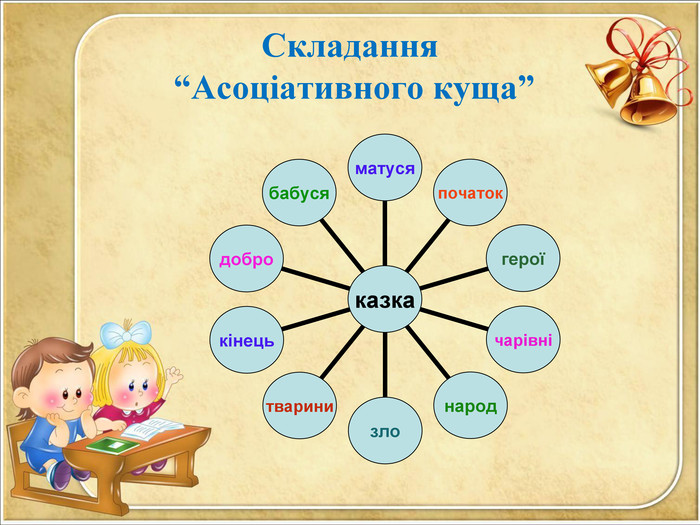 Складання
“Асоціативного куща”
матуся
початок
герої
чарівні
народ
зло
тварини
кінець
добро
бабуся
казка